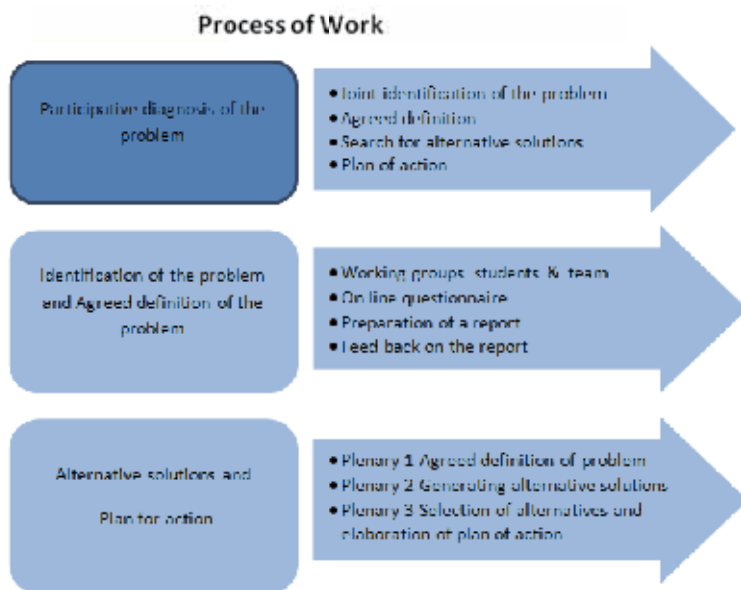 Process of Work
Participative diagnosis of the
problem
• Joint identification of the problem
• Agreed definition
• Search for alternative solutions
• Plan of action
Identification of the problem
and Agreed definition of the
problem
• Working groups students & team
• On line questionnaire
• Preparation of a report
• Feed back on the report
Alternative solutions and
Plan for action
• Plenary 1 Agreed definition of problem
• Plenary 2 Generating alternative solutions
• Plenary 3 Selection of alternatives and
elaboration of plan of action